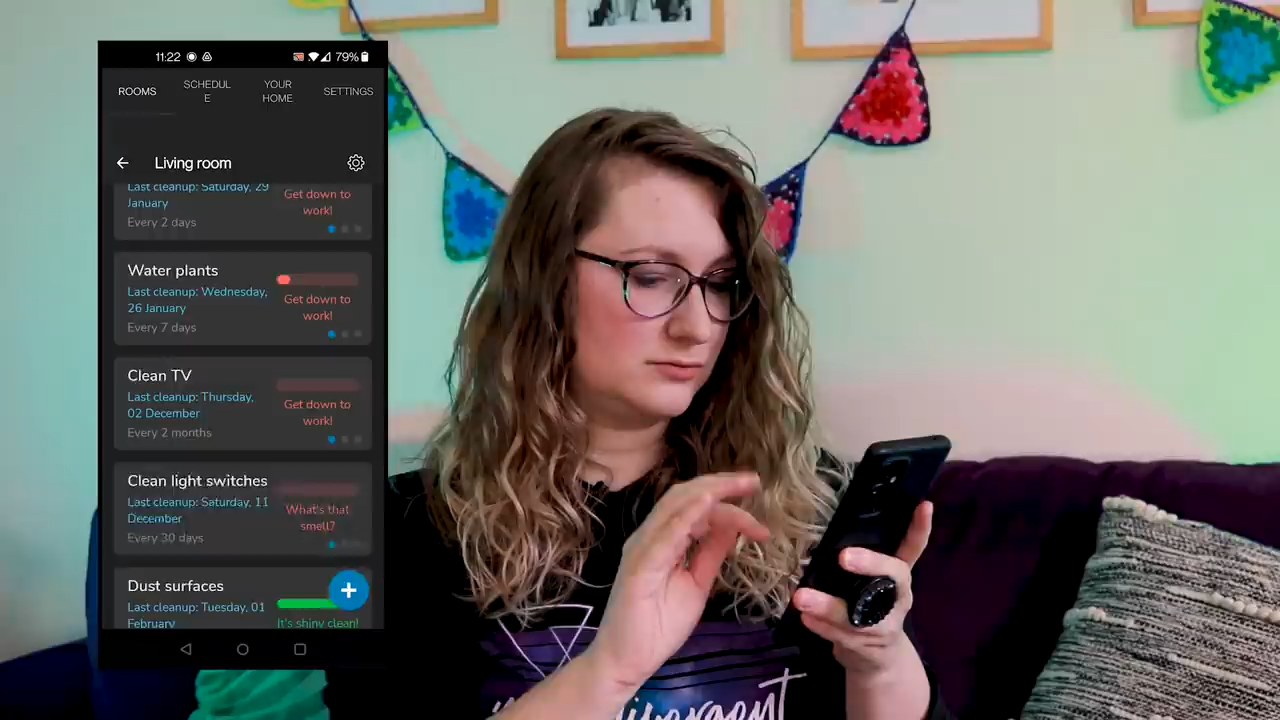 11:22
79%
ROOMS
SCHEDUL
E
YOUR
HOME
SETTINGS
Living room
Last cleanup: Saturday, 29
January
Every 2 days
Get down to
work!
Water plants
Last cleanup: Wednesday,
26 January
Every 7 days
Get down to
work!
Clean TV
Last cleanup: Thursday,
02 December
Every 2 months
Get down to
work!
Clean light switches
Last cleanup: Saturday, 11
December
Every 30 days
What's that
smell?
Dust surfaces
Last cleanup: Tuesday, 01
February
It's shiny clean!